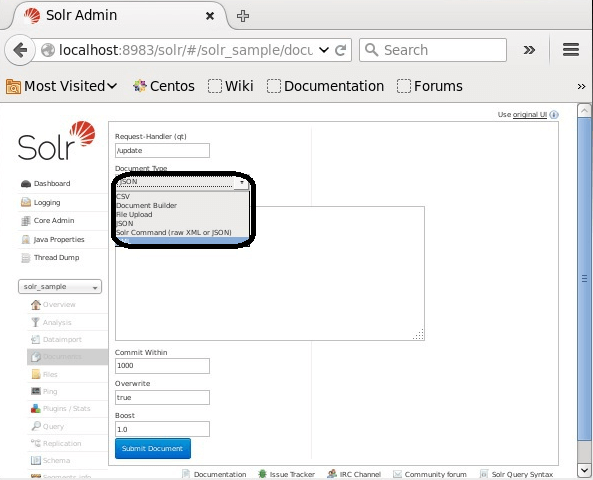 Solr Admin
localhost:8983/solr/#/solr_sample/docu
Search
Most Visited
Centos
Wiki
Documentation
Forums
Use original UI
Solr
Request-Handler (qt)
/update
Document Type
JSON
CSV
Document Builder
File Upload
JSON
Solr Command (raw XML or JSON)
Dashboard
Logging
Core Admin
Java Properties
Thread Dump
solr_sample
Overview
Analysis
Dataimport
Documents
Files
Ping
Plugins / Stats
Query
Replication
Schema
Commit Within
1000
Overwrite
true
Boost
1.0
Submit Document
Documentation
Issue Tracker
IRC Channel
Community forum
Solr Query Syntax